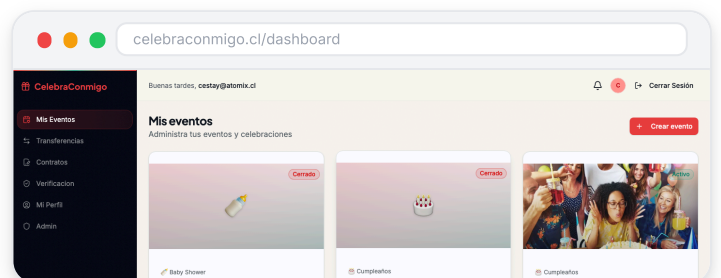 celebraconmigo.cl/dashboard
CelebraConmigo
Buenas tardes, cestay@atomix.cl
C
Cerrar Sesión
Mis Eventos
Transferencias
Contratos
Verificacion
Mi Perfil
Admin
Mis eventos
Administra tus eventos y celebraciones
+ Crear evento
Cerrado
Cerrado
Activo
Baby Shower
Cumpleaños
Cumpleaños